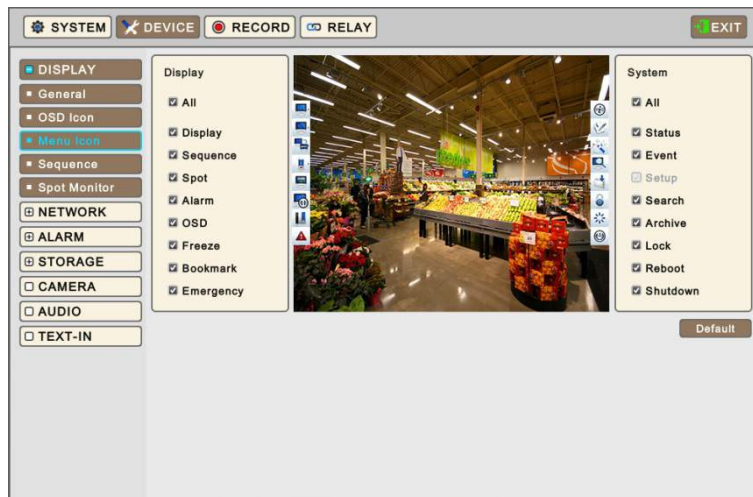 SYSTEM
DEVICE
RECORD
RELAY
EXIT
DISPLAY
General
OSD Icon
Menu Icon
Sequence
Spot Monitor
NETWORK
ALARM
STORAGE
CAMERA
AUDIO
TEXT-IN
Display
All
Display
Sequence
Spot
Alarm
OSD
Freeze
Bookmark
Emergency
System
All
Status
Event
Setup
Search
Archive
Lock
Reboot
Shutdown
Default